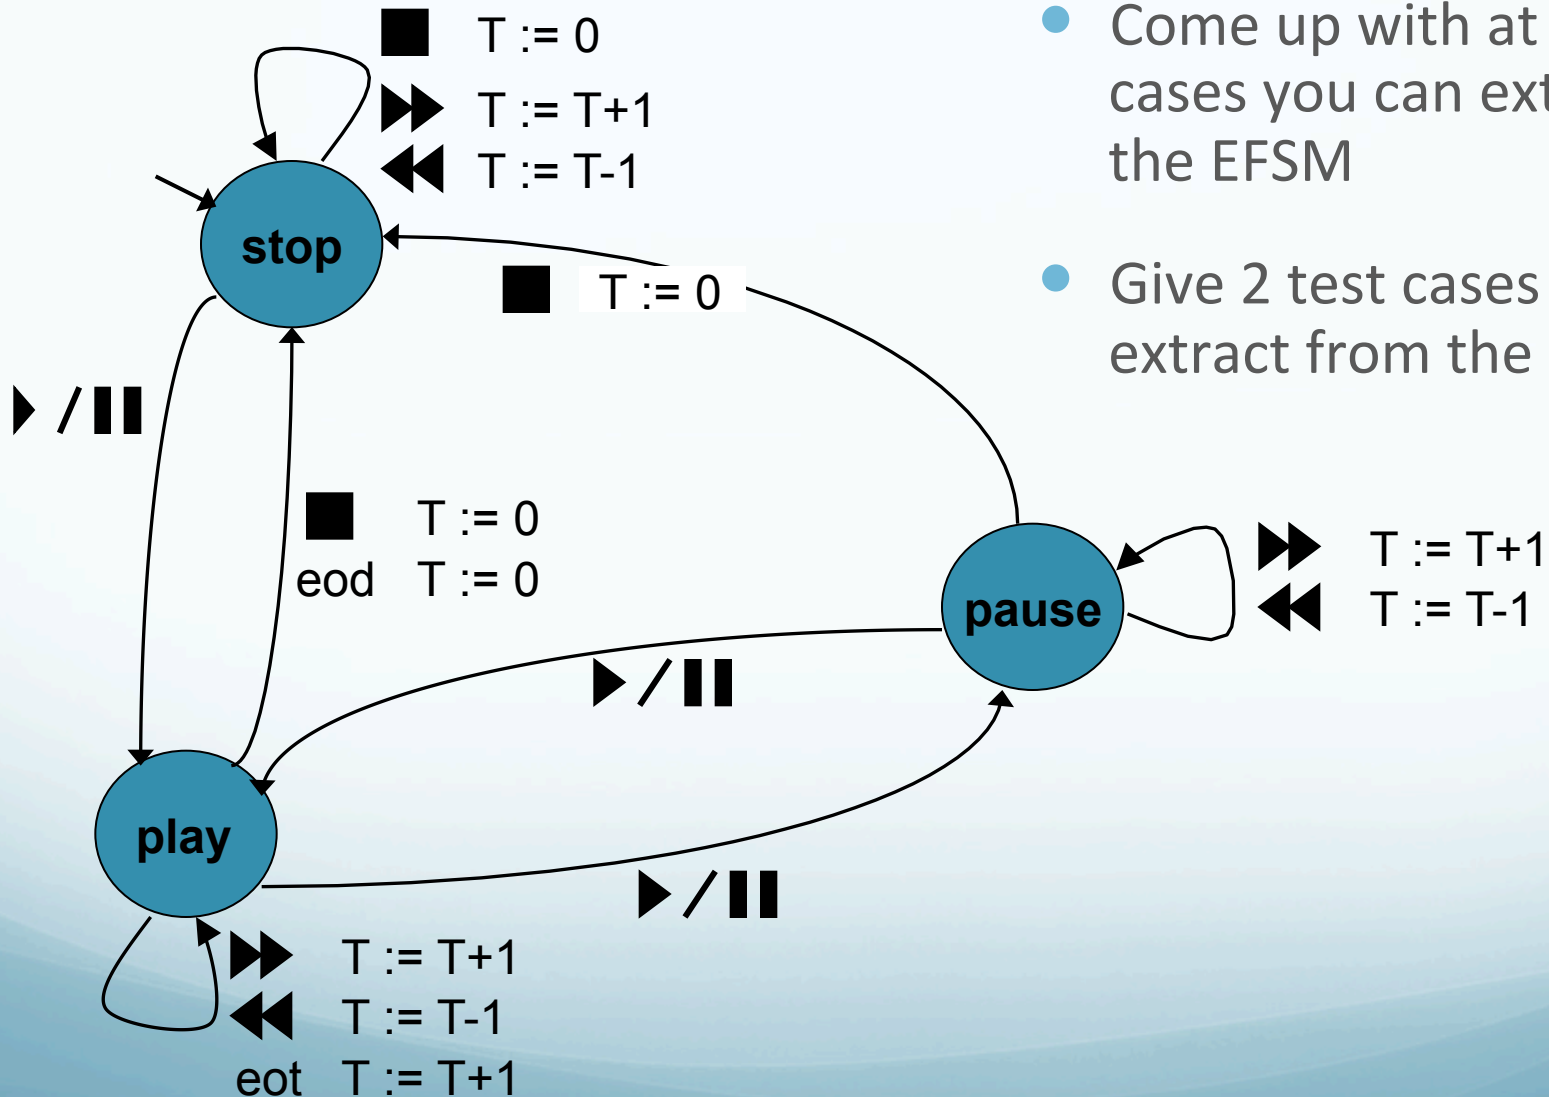 T := 0
T := T+1
T := T-1
stop
T := 0
T := 0
eod T := 0
pause
T := T+1
T := T-1
play
T := T+1
T := T-1
eot T := T+1
• Come up with at
cases you can ext
the EFSM
• Give 2 test cases
extract from the